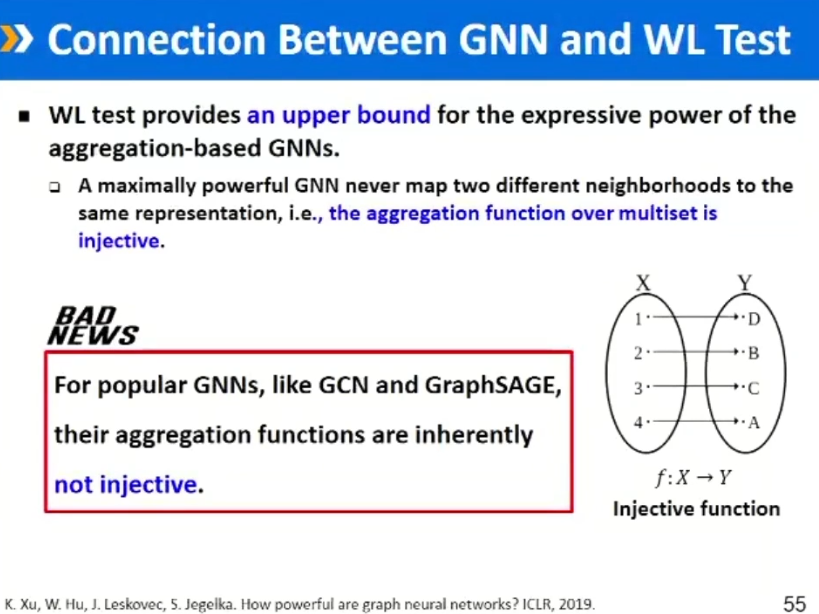 Connection Between GNN and WL Test
WL test provides an upper bound for the expressive power of the
aggregation-based GNNs.
A maximally powerful GNN never map two different neighborhoods to the
same representation, i.e., the aggregation function over multiset is
injective.
BAD
NEWS
For popular GNNs, like GCN and GraphSAGE,
their aggregation functions are inherently
not injective.
X Y
1 D
2 B
3 C
4 A
f: X → Y
Injective function
K. Xu, W. Hu, J. Leskovec, S. Jegelka. How powerful are graph neural networks? ICLR, 2019.
55